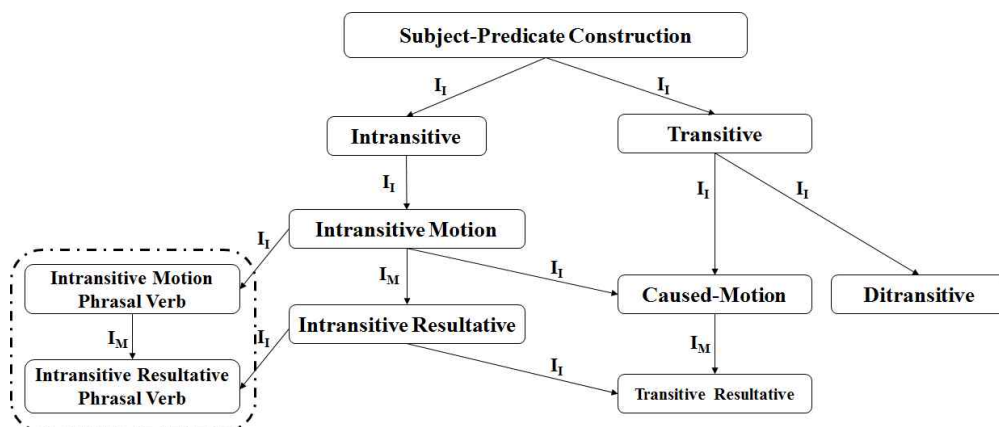 Subject-Predicate Construction
I_I
I_I
Intransitive
Transitive
I_I
I_I
I_I
Intransitive Motion
I_I
I_M
I_I
Intransitive Motion
Phrasal Verb
Caused-Motion
Ditransitive
I_M
I_I
Intransitive Resultative
I_M
I_I
Intransitive Resultative
Phrasal Verb
Transitive Resultative